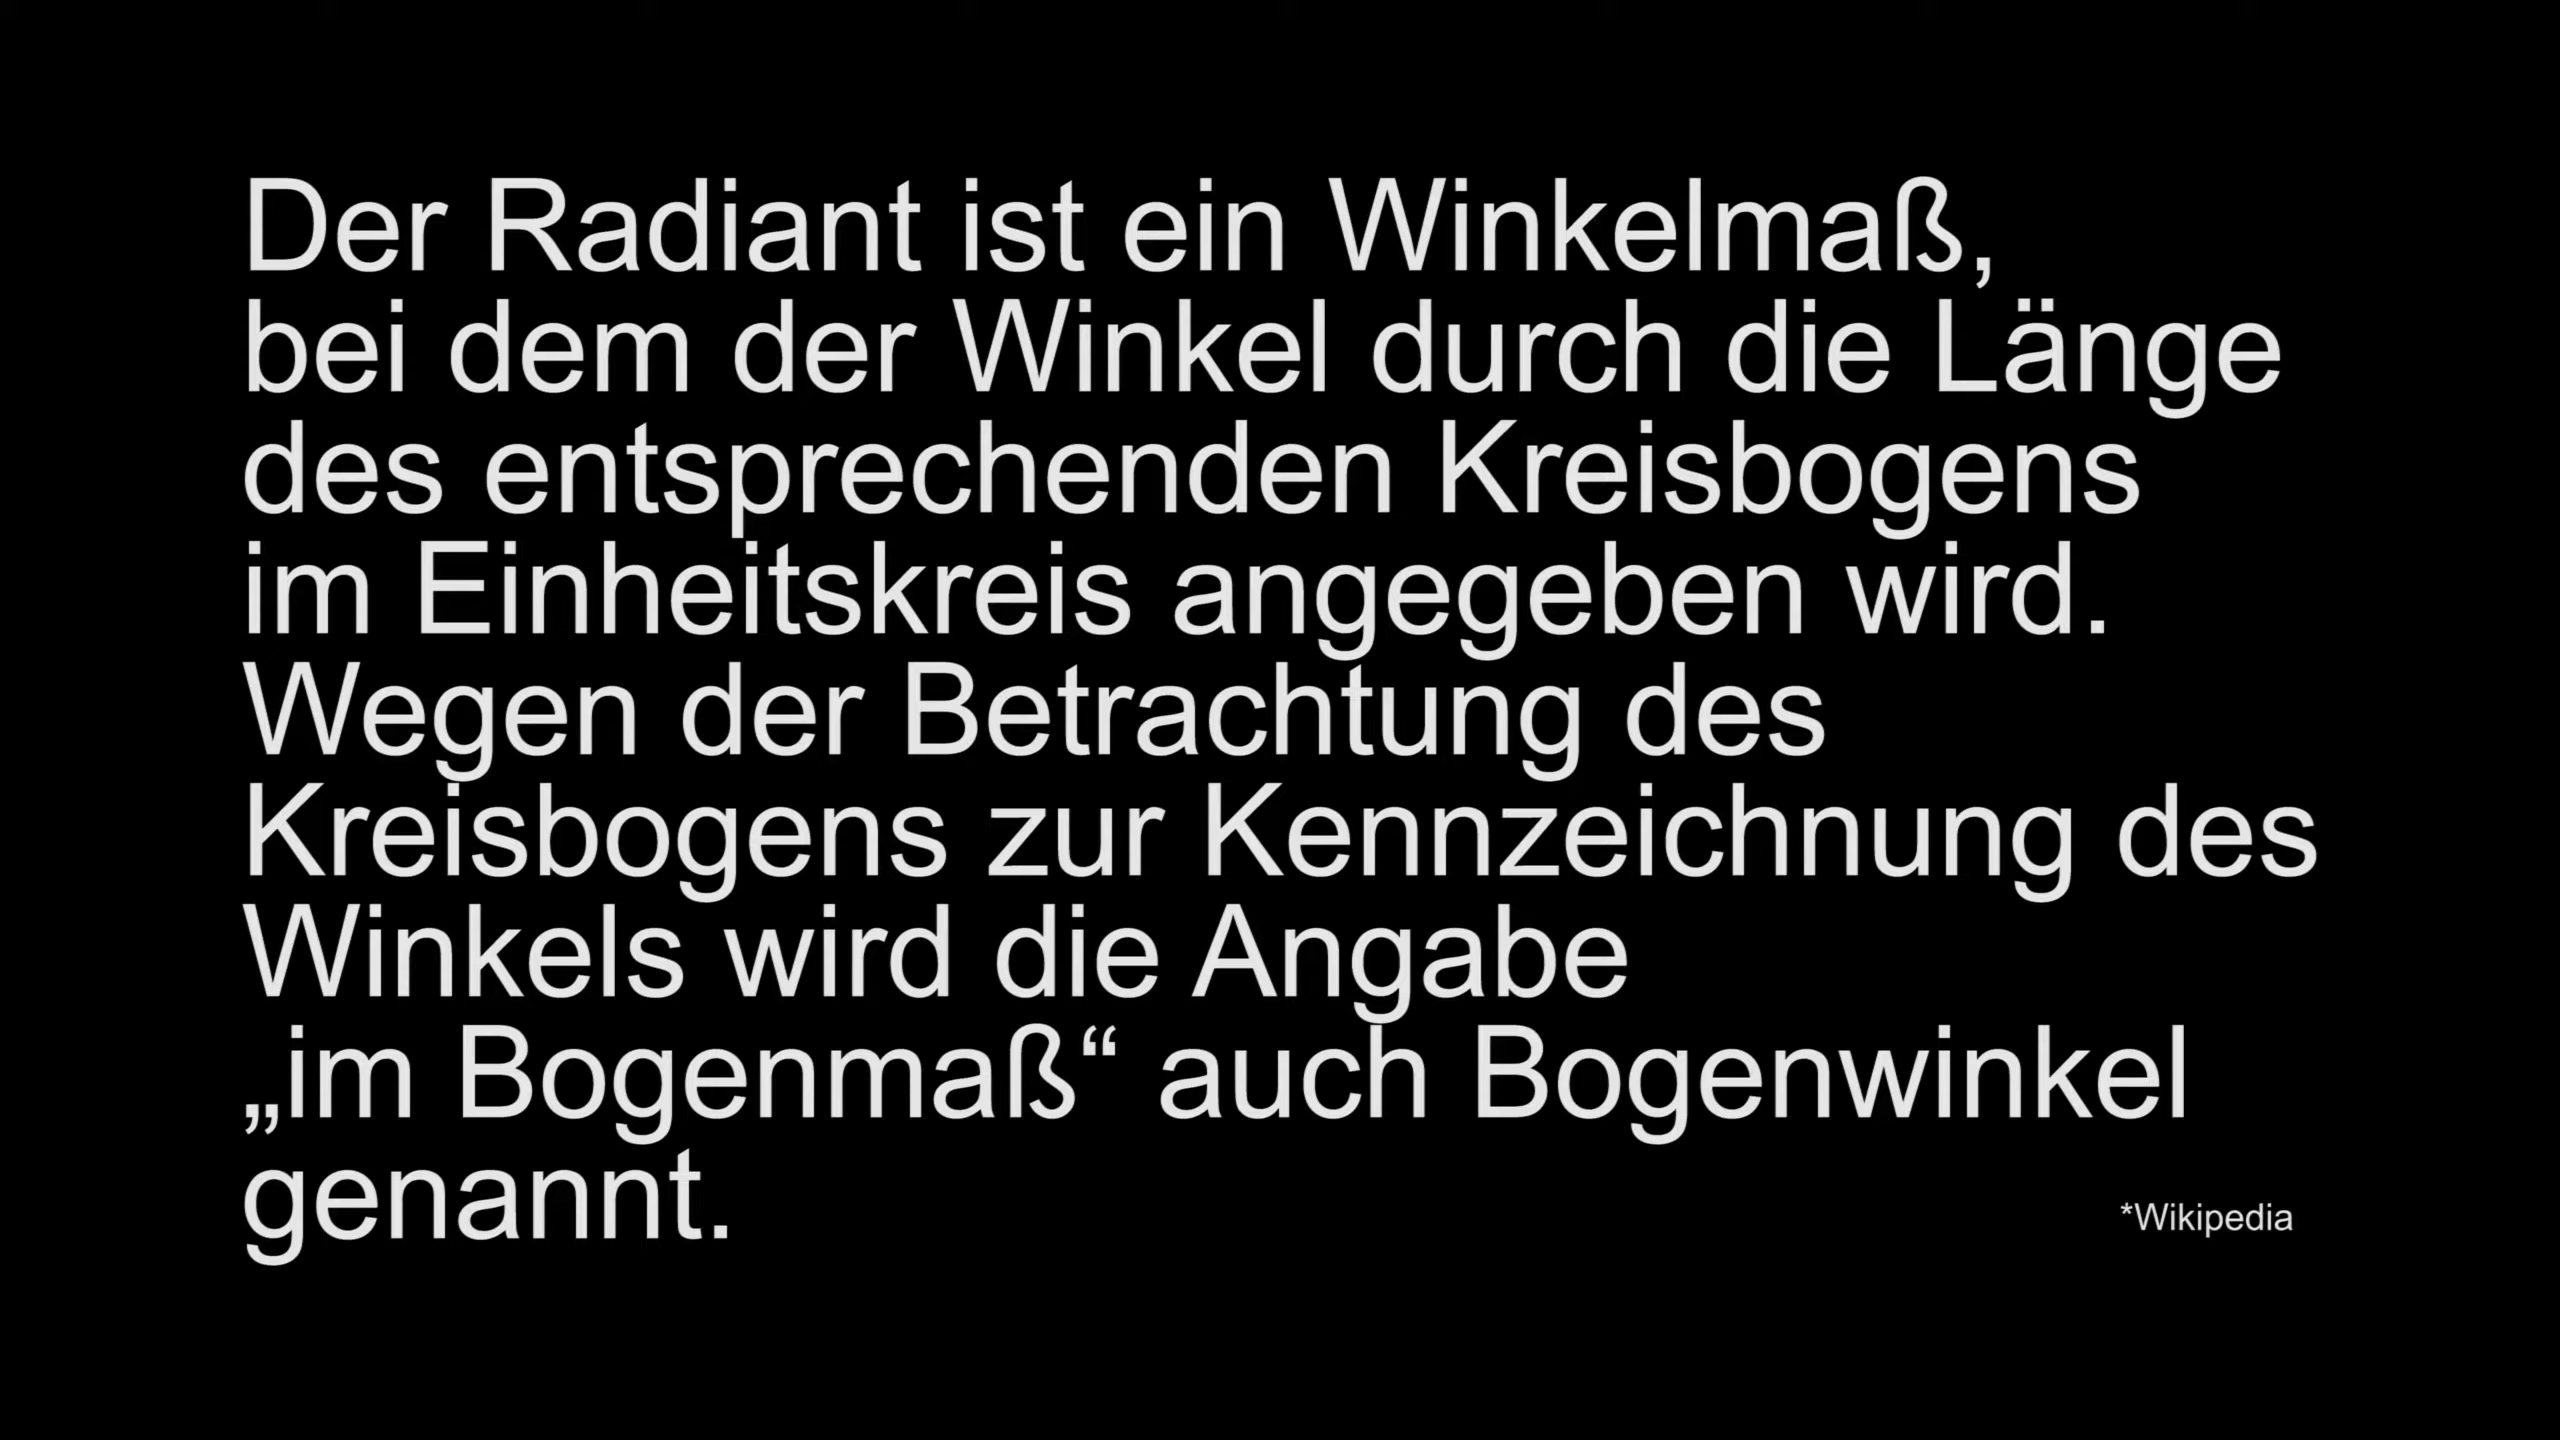 Der Radiant ist ein Winkelmaß,
bei dem der Winkel durch die Länge
des entsprechenden Kreisbogens
im Einheitskreis angegeben wird.
Wegen der Betrachtung des
Kreisbogens zur Kennzeichnung des
Winkels wird die Angabe
„im Bogenmaß“ auch Bogenwinkel
genannt.
*Wikipedia